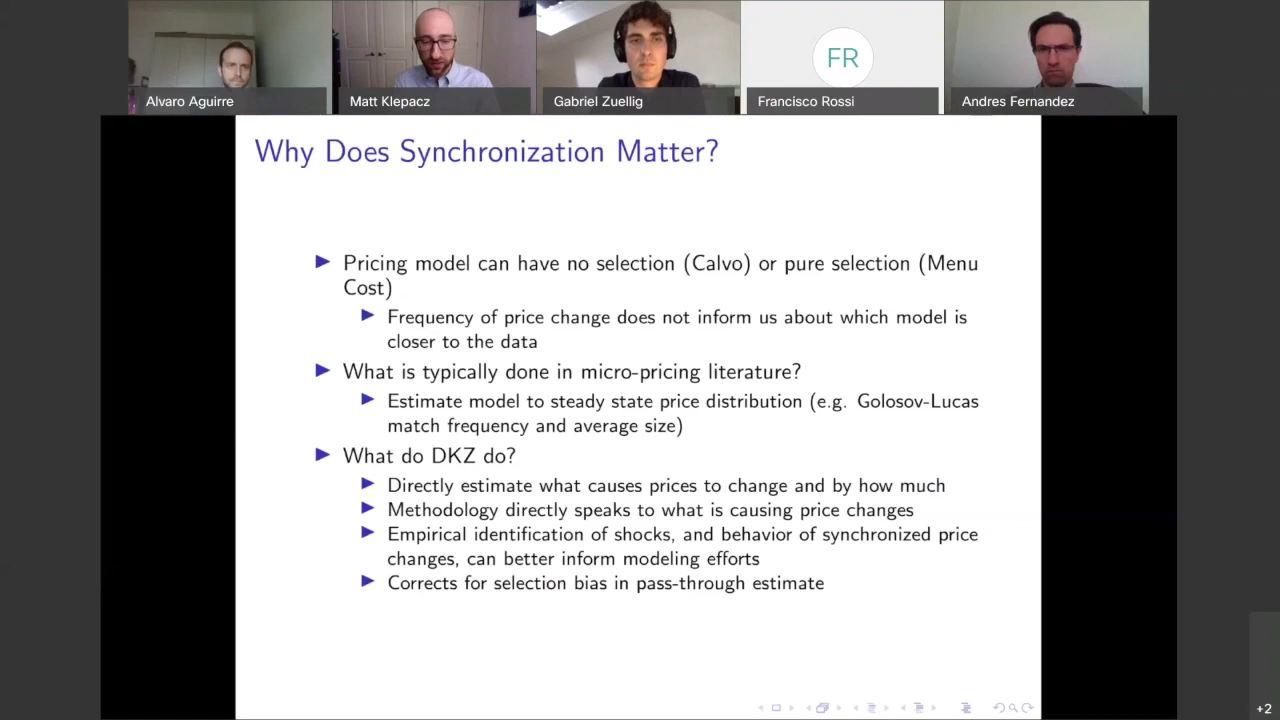 Alvaro Aguirre
Matt Klepacz
Gabriel Zuellig
FR
Francisco Rossi
Andres Fernandez
Why Does Synchronization Matter?
Pricing model can have no selection (Calvo) or pure selection (Menu
Cost)
Frequency of price change does not inform us about which model is
closer to the data
What is typically done in micro-pricing literature?
Estimate model to steady state price distribution (e.g. Golosov-Lucas
match frequency and average size)
What do DKZ do?
Directly estimate what causes prices to change and by how much
Methodology directly speaks to what is causing price changes
Empirical identification of shocks, and behavior of synchronized price
changes, can better inform modeling efforts
Corrects for selection bias in pass-through estimate
+2